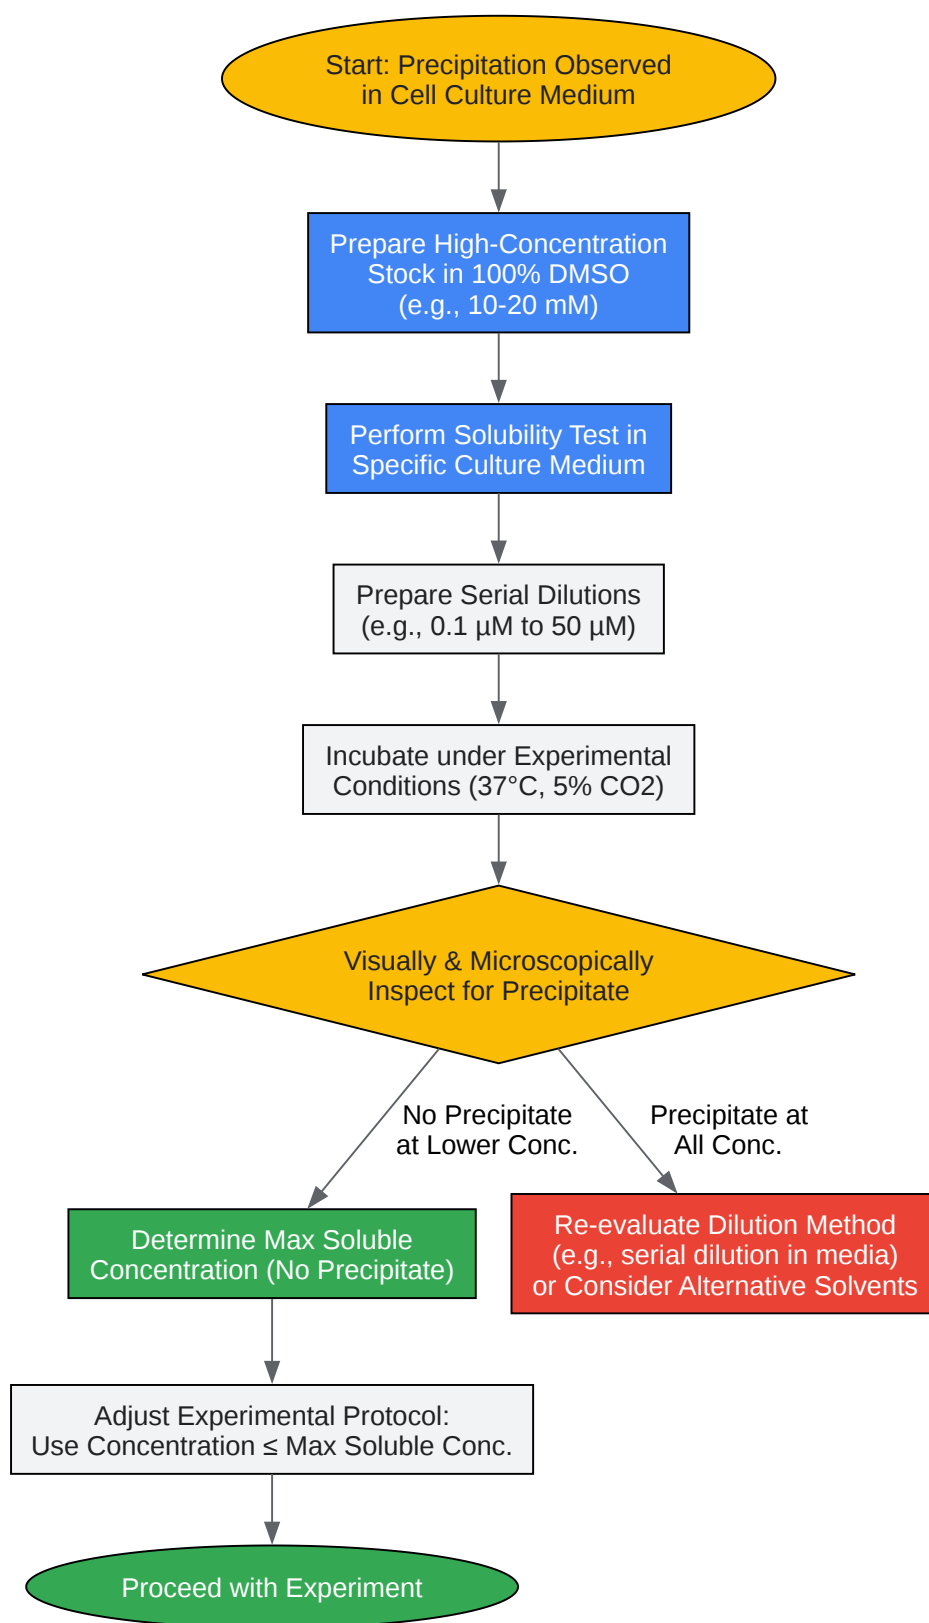 Start: Precipitation Observed
in Cell Culture Medium
Prepare High-Concentration
Stock in 100% DMSO
(e.g., 10-20 mM)
Perform Solubility Test in
Specific Culture Medium
Prepare Serial Dilutions
(e.g., 0.1 µM to 50 µM)
Incubate under Experimental
Conditions (37°C, 5% CO2)
Visually & Microscopically
Inspect for Precipitate
No Precipitate
at Lower Conc.
Precipitate at
All Conc.
Determine Max Soluble
Concentration (No Precipitate)
Re-evaluate Dilution Method
(e.g., serial dilution in media)
or Consider Alternative Solvents
Adjust Experimental Protocol:
Use Concentration ≤ Max Soluble Conc.
Proceed with Experiment